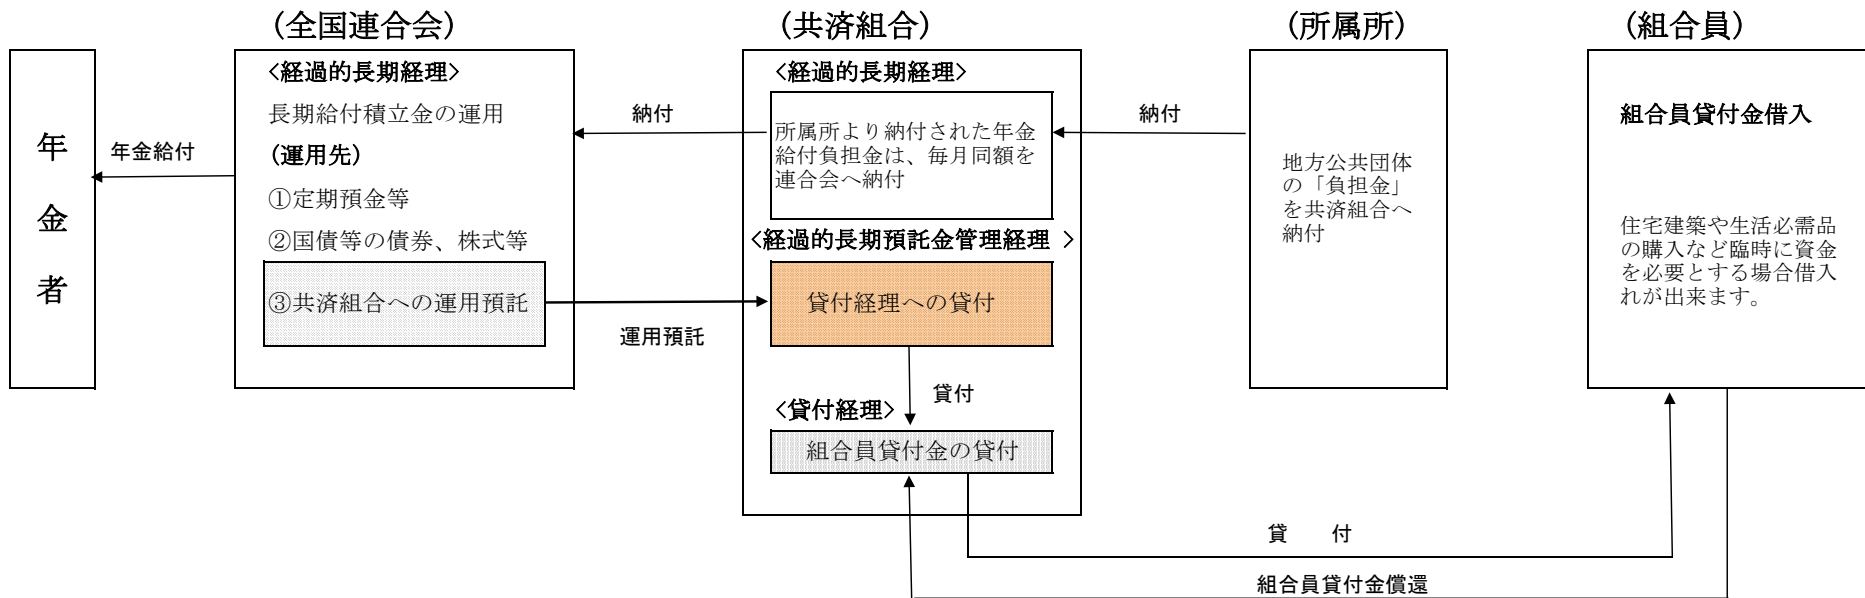 (全国連合会)
(共済組合)
(所属所)
(組合員)
年
金
者
年金給付
<経過的長期経理>
長期給付積立金の運用
(運用先)
①定期預金等
②国債等の債券、株式等
③共済組合への運用預託
納付
運用預託
<経過的長期経理>
所属所より納付された年金
給付負担金は、毎月同額を
連合会へ納付
<経過的長期預託金管理経理 >
貸付経理への貸付
貸付
<貸付経理>
組合員貸付金の貸付
納付
地方公共団体
の「負担金」
を共済組合へ
納付
組合員貸付金借入
住宅建築や生活必需品
の購入など臨時に資金
を必要とする場合借入
れが出来ます。
貸 付
組合員貸付金償還